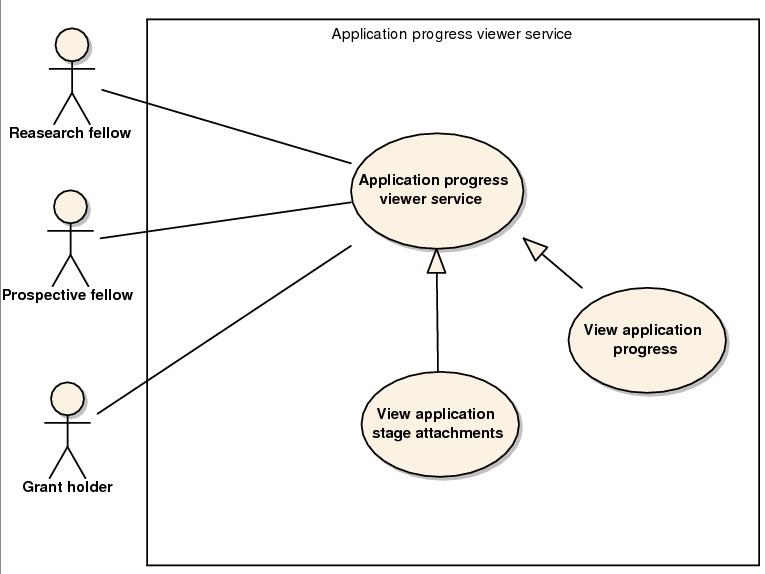 Application progress viewer service
Reasearch fellow
Application progress
viewer service
Prospective fellow
View application
progress
View application
stage attachments
Grant holder